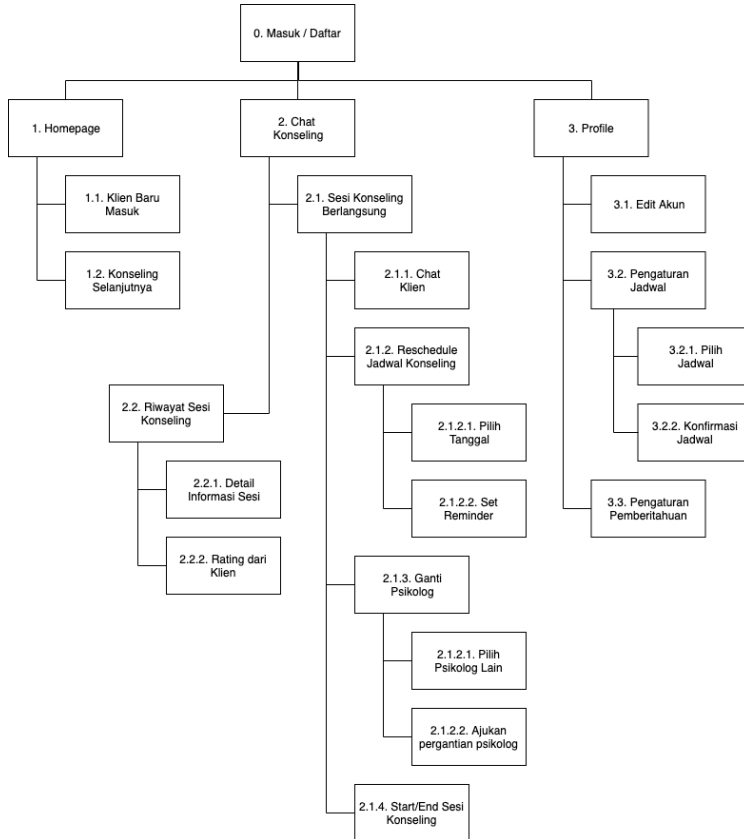 0. Masuk / Daftar
1. Homepage
1.1. Klien Baru
Masuk
1.2. Konseling
Selanjutnya
2. Chat
Konseling
2.1. Sesi Konseling
Berlangsung
2.1.1. Chat
Klien
2.1.2. Reschedule
Jadwal Konseling
2.1.2.1. Pilih
Tanggal
2.1.2.2. Set
Reminder
2.1.3. Ganti
Psikolog
2.1.2.1. Pilih
Psikolog Lain
2.1.2.2. Ajukan
pergantian psikolog
2.1.4. Start/End Sesi
Konseling
2.2. Riwayat Sesi
Konseling
2.2.1. Detail
Informasi Sesi
2.2.2. Rating dari
Klien
3. Profile
3.1. Edit Akun
3.2. Pengaturan
Jadwal
3.2.1. Pilih
Jadwal
3.2.2. Konfirmasi
Jadwal
3.3. Pengaturan
Pemberitahuan